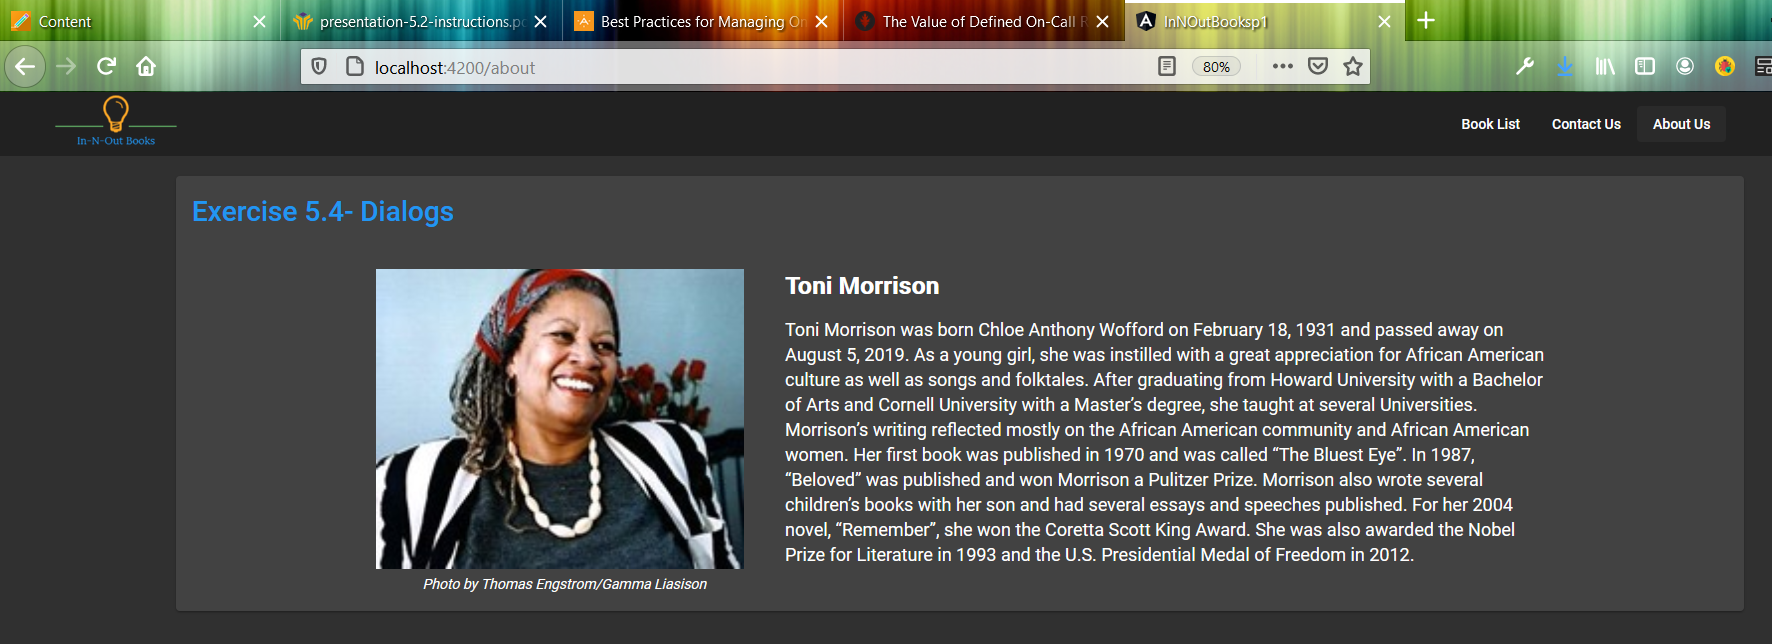 Content
presentation-5.2-instructions.pd
Best Practices for Managing On
The Value of Defined On-Call R
InNOutBooksp1
localhost:4200/about
80%
In-N-Out Books
Book List
Contact Us
About Us
Exercise 5.4- Dialogs
Toni Morrison
Toni Morrison was born Chloe Anthony Wofford on February 18, 1931 and passed away on
August 5, 2019. As a young girl, she was instilled with a great appreciation for African American
culture as well as songs and folktales. After graduating from Howard University with a Bachelor
of Arts and Cornell University with a Master’s degree, she taught at several Universities.
Morrison’s writing reflected mostly on the African American community and African American
women. Her first book was published in 1970 and was called “The Bluest Eye”. In 1987,
“Beloved” was published and won Morrison a Pulitzer Prize. Morrison also wrote several
children’s books with her son and had several essays and speeches published. For her 2004
novel, “Remember”, she won the Coretta Scott King Award. She was also awarded the Nobel
Prize for Literature in 1993 and the U.S. Presidential Medal of Freedom in 2012.
Photo by Thomas Engstrom/Gamma Liasison